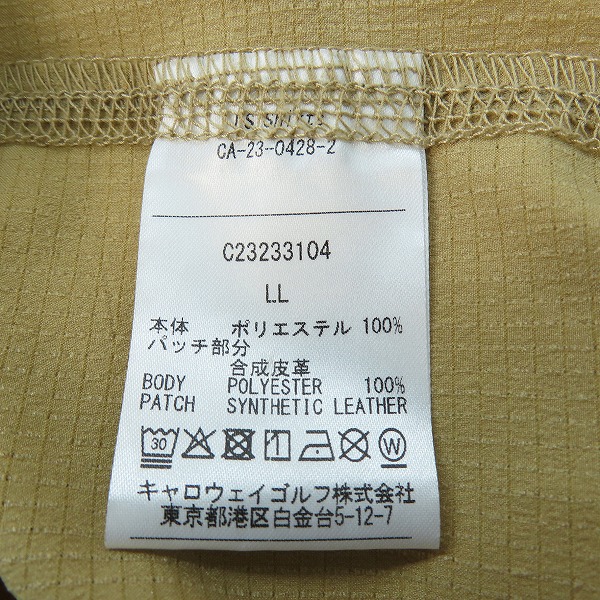 CA-23-0428-2
C23233104
LL
本体 ポリエステル 100%
パッチ部分
合成皮革
BODY POLYESTER 100%
PATCH SYNTHETIC LEATHER
30 W
キャロウェイゴルフ株式会社
東京都港区白金台5-12-7